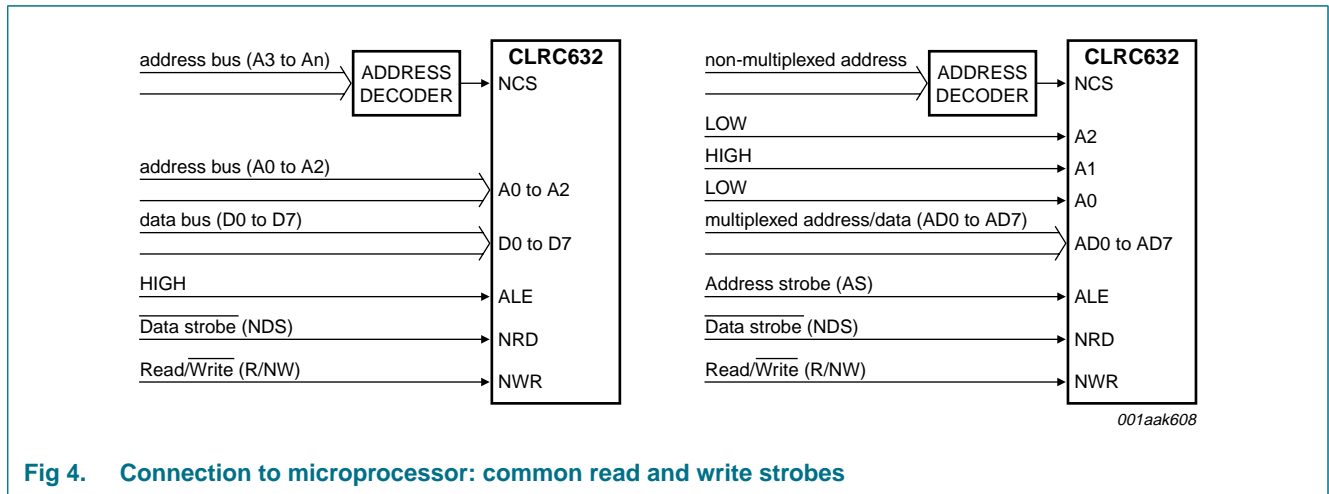 address bus (A3 to An)
ADDRESS
DECODER
CLRC632
NCS
address bus (A0 to A2)
A0 to A2
data bus (D0 to D7)
D0 to D7
HIGH
ALE
Data strobe (NDS)
NRD
Read/Write (R/NW)
NWR
non-multiplexed address
ADDRESS
DECODER
CLRC632
NCS
LOW
A2
HIGH
A1
LOW
A0
multiplexed address/data (AD0 to AD7)
AD0 to AD7
Address strobe (AS)
ALE
Data strobe (NDS)
NRD
Read/Write (R/NW)
NWR
001aak608
Fig 4. Connection to microprocessor: common read and write strobes